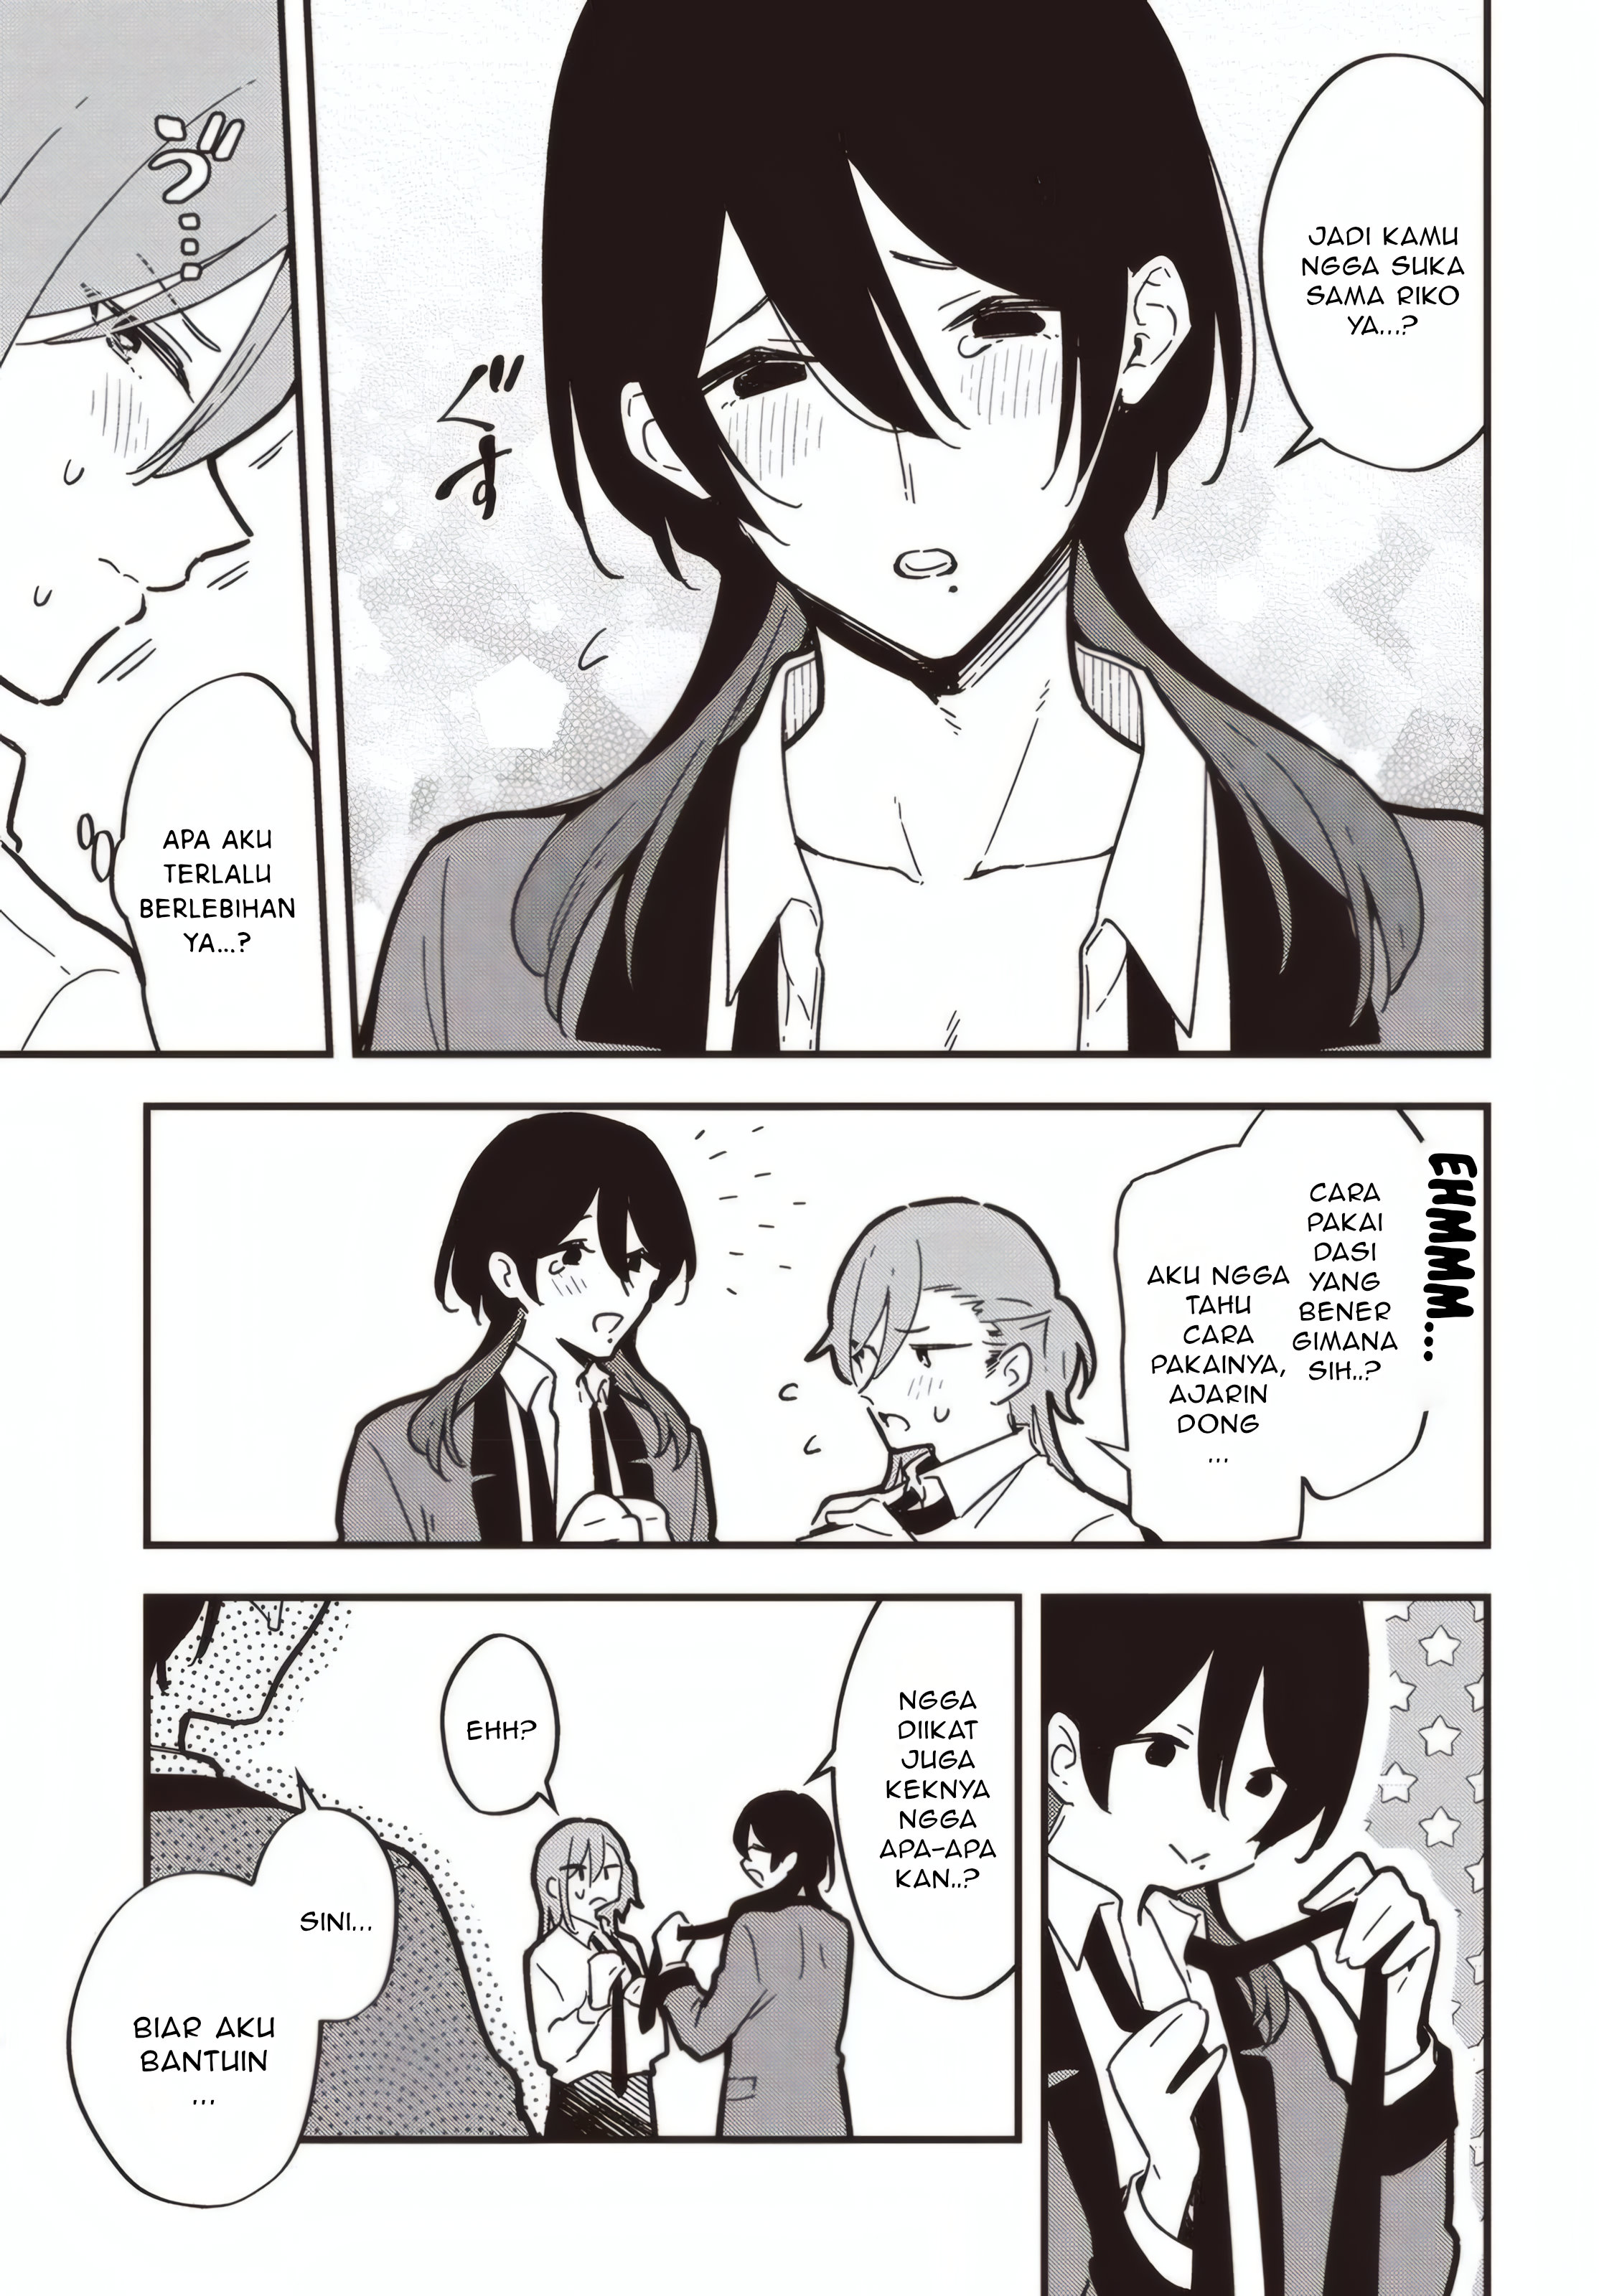 JADI KAMU
NGGA SUKA
SAMA RIKO
YA...?
ぐす
ゔ…
APA AKU
TERLALU
BERLEBIHAN
YA...?
EHMMM...
CARA
PAKAI
DASI
YANG
BENER
GIMANA
SIH..?
AKU NGGA
TAHU
CARA
PAKAINYA,
AJARIN
DONG
...
NGGA
DIIKAT
JUGA
KEKNYA
NGGA
APA-APA
KAN..?
EHH?
SINI...
BIAR AKU
BANTUIN
...